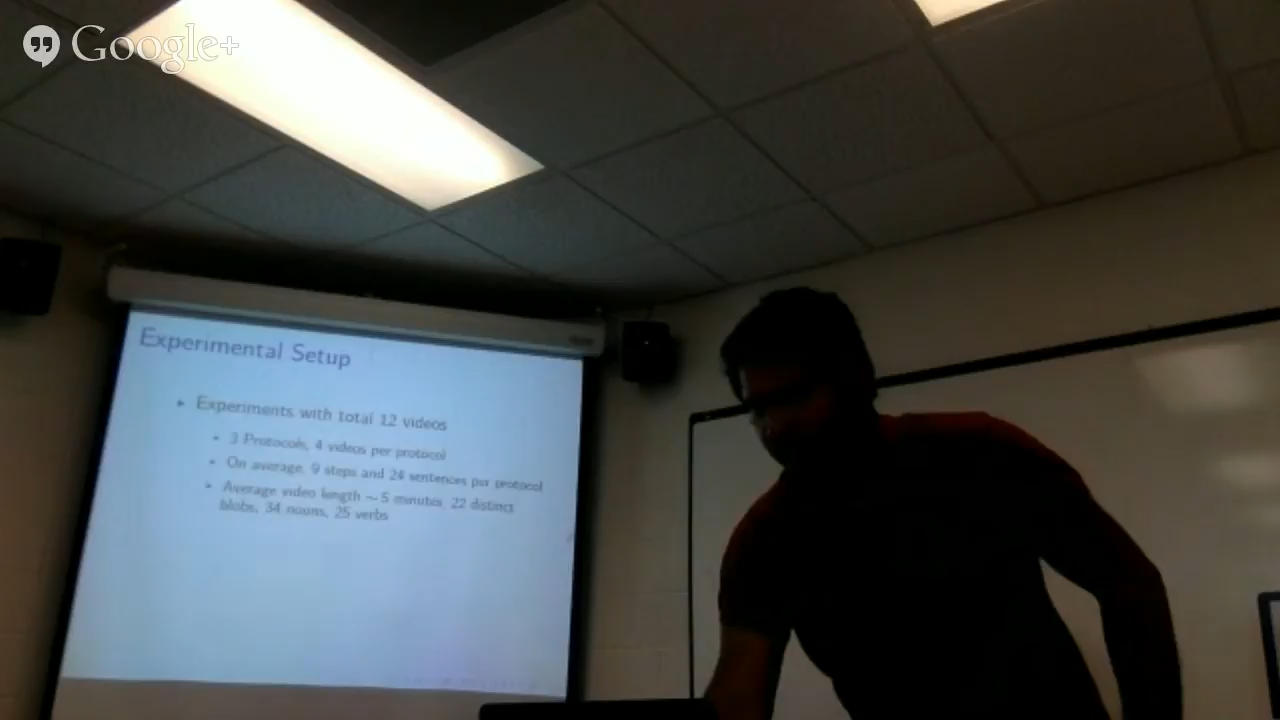 Google+
Experimental Setup
Experiments with total 12 videos
3 Protocols, 4 videos per protocol
On average, 9 steps and 24 sentences per protocol
Average video length ∼ 5 minutes, 22 distinct
blobs, 34 nouns, 25 verbs